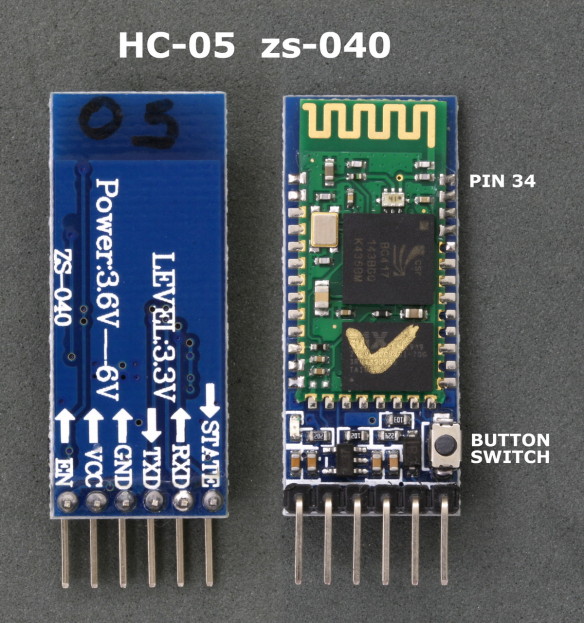 HC-05 zs-040
05
ZS-040
Power:3.6V—6V
LEVEL:3.3V
EN
VCC
GND
TXD
RXD
STATE
PIN 34
BC417
BUTTON
SWITCH